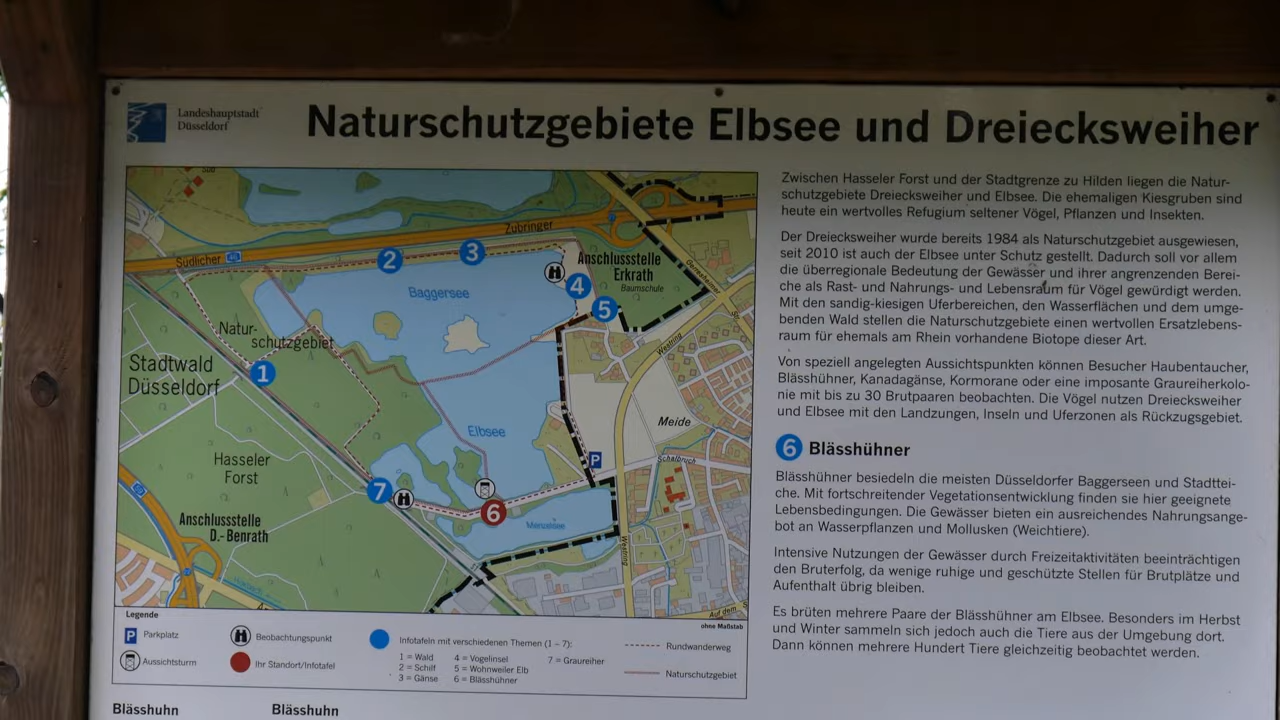 Landeshauptstadt
Düsseldorf
Naturschutzgebiete Elbsee und Dreiecksweiher
Südlicher
Zubringer
2
3
Anschlussstelle
Erkrath
Baumschule
4
5
Baggersee
Natur-
schutzgebiet
Stadtwald
Düsseldorf
1
Westring
Meide
Elbsee
Schalbruch
P
Hasseler
Forst
7
6
Menzelsee
Anschlussstelle
D.- Benrath
Westring
Auf dem S
ohne Maßstab
Legende
P Parkplatz
Aussichtsturm
Beobachtungspunkt
Ihr Standort/Infotafel
Infotafeln mit verschiedenen Themen (1 – 7):
1 = Wald
2 = Schilf
3 = Gänse
4 = Vogelinsel
5 = Wohnweiler Elb
6 = Blässhühner
7 = Graureiher
Rundwanderweg
Naturschutzgebiet
Zwischen Hasseler Forst und der Stadtgrenze zu Hilden liegen die Natur-
schutzgebiete Dreiecksweiher und Elbsee. Die ehemaligen Kiesgruben sind
heute ein wertvolles Refugium seltener Vögel, Pflanzen und Insekten.
Der Dreiecksweiher wurde bereits 1984 als Naturschutzgebiet ausgewiesen,
seit 2010 ist auch der Elbsee unter Schutz gestellt. Dadurch soll vor allem
die überregionale Bedeutung der Gewässer und ihrer angrenzenden Berei-
che als Rast- und Nahrungs- und Lebensraum für Vögel gewürdigt werden.
Mit den sandig-kiesigen Uferbereichen, den Wasserflächen und dem umge-
benden Wald stellen die Naturschutzgebiete einen wertvollen Ersatzlebens-
raum für ehemals am Rhein vorhandene Biotope dieser Art.
Von speziell angelegten Aussichtspunkten können Besucher Haubentaucher,
Blässhühner, Kanadagänse, Kormorane oder eine imposante Graureiherkolo-
nie mit bis zu 30 Brutpaaren beobachten. Die Vögel nutzen Dreiecksweiher
und Elbsee mit den Landzungen, Inseln und Uferzonen als Rückzugsgebiet.
6 Blässhühner
Blässhühner besiedeln die meisten Düsseldorfer Baggerseen und Stadttei-
che. Mit fortschreitender Vegetationsentwicklung finden sie hier geeignete
Lebensbedingungen. Die Gewässer bieten ein ausreichendes Nahrungsange-
bot an Wasserpflanzen und Mollusken (Weichtiere).
Intensive Nutzungen der Gewässer durch Freizeitaktivitäten beeinträchtigen
den Bruterfolg, da wenige ruhige und geschützte Stellen für Brutplätze und
Aufenthalt übrig bleiben.
Es brüten mehrere Paare der Blässhühner am Elbsee. Besonders im Herbst
und Winter sammeln sich jedoch auch die Tiere aus der Umgebung dort.
Dann können mehrere Hundert Tiere gleichzeitig beobachtet werden.
Blässhuhn
Blässhuhn